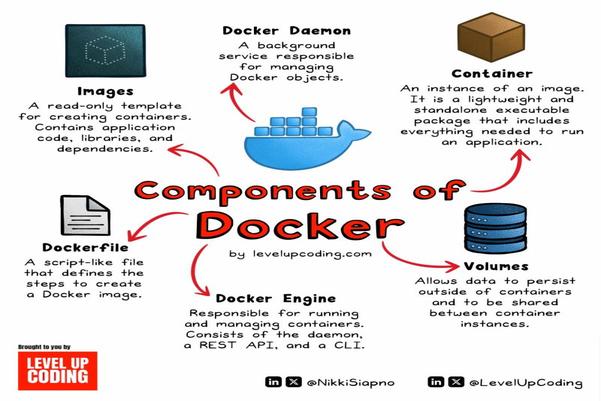 Docker Daemon
A background
service responsible
for managing
Docker objects.
Images
A read-only template
for creating containers.
Contains application
code, libraries, and
dependencies.
Container
An instance of an image.
It is a lightweight and
standalone executable
package that includes
everything needed to run
an application.
Components of
Docker
by levelupcoding.com
Dockerfile
A script-like file
that defines the
steps to create
a Docker image.
Docker Engine
Responsible for running
and managing containers.
Consists of the daemon,
a REST API, and a CLI.
Volumes
Allows data to persist
outside of containers
and to be shared
between container
instances.
Brought to you by
LEVEL UP
CODING
in X @NikkiSiapno
in X @LevelUpCoding